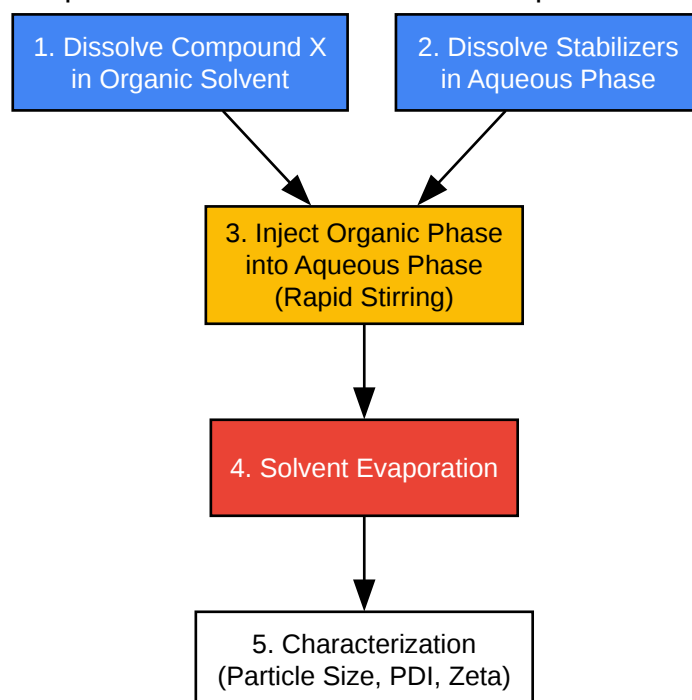 1. Dissolve Compound X
in Organic Solvent
2. Dissolve Stabilizers
in Aqueous Phase
3. Inject Organic Phase
into Aqueous Phase
(Rapid Stirring)
4. Solvent Evaporation
5. Characterization
(Particle Size, PDI, Zeta)